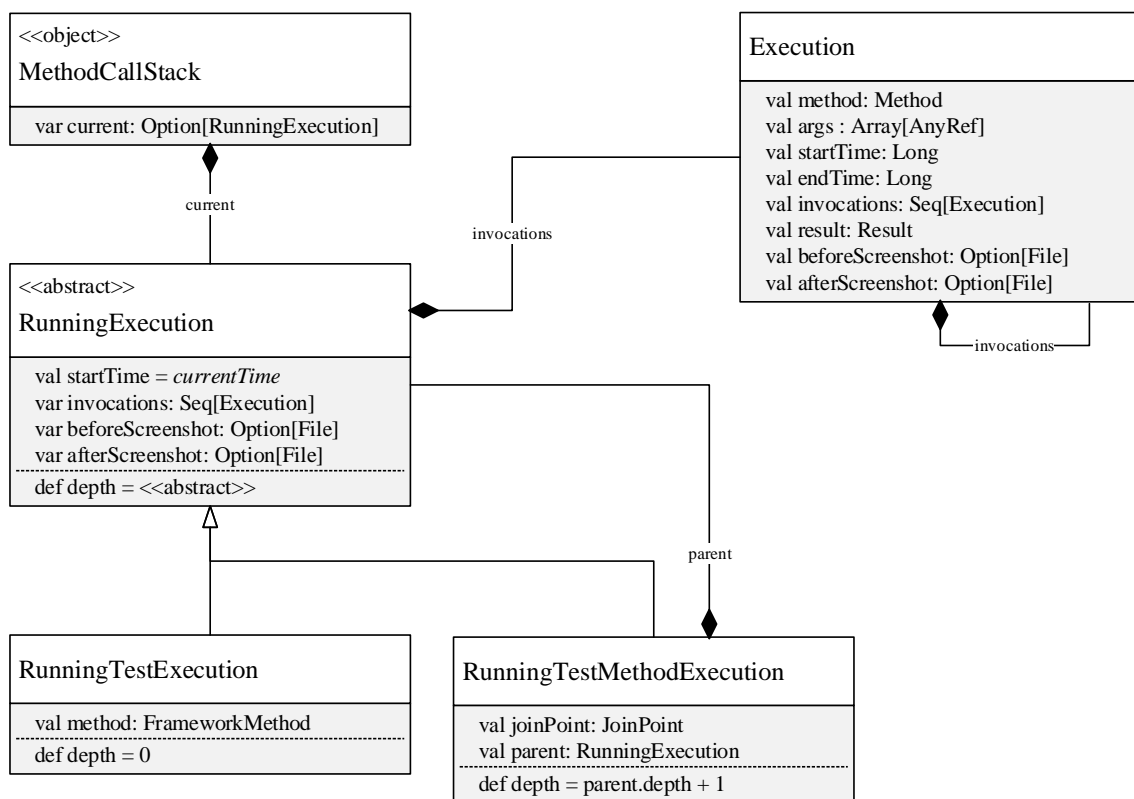 <<object>>
MethodCallStack
var current: Option[RunningExecution]
current
Execution
val method: Method
val args : Array[AnyRef]
val startTime: Long
val endTime: Long
val invocations: Seq[Execution]
val result: Result
val beforeScreenshot: Option[File]
val afterScreenshot: Option[File]
invocations
invocations
<<abstract>>
RunningExecution
val startTime = currentTime
var invocations: Seq[Execution]
var beforeScreenshot: Option[File]
var afterScreenshot: Option[File]
def depth = <<abstract>>
parent
RunningTestExecution
val method: FrameworkMethod
def depth = 0
RunningTestMethodExecution
val joinPoint: JoinPoint
val parent: RunningExecution
def depth = parent.depth + 1